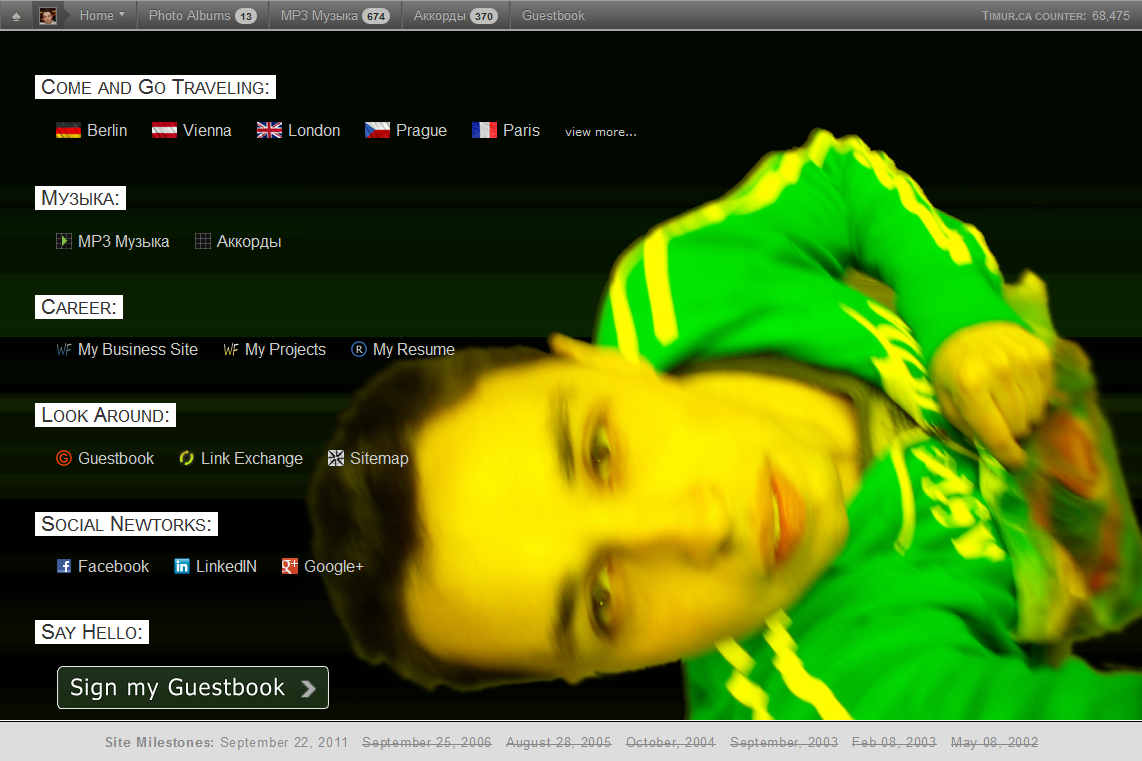 Home Photo Albums 13 MP3 Музыка 674 Аккорды 370 Guestbook Timur.ca counter: 68,475
Come and Go Traveling:
Berlin Vienna London Prague Paris view more...
Музыка:
MP3 Музыка Аккорды
Career:
WF My Business Site WF My Projects R My Resume
Look Around:
G Guestbook Link Exchange Sitemap
Social Newtorks:
f Facebook in LinkedIN g+ Google+
Say Hello:
Sign my Guestbook
Site Milestones: September 22, 2011 September 25, 2006 August 28, 2005 October, 2004 September, 2003 Feb 08, 2003 May 08, 2002